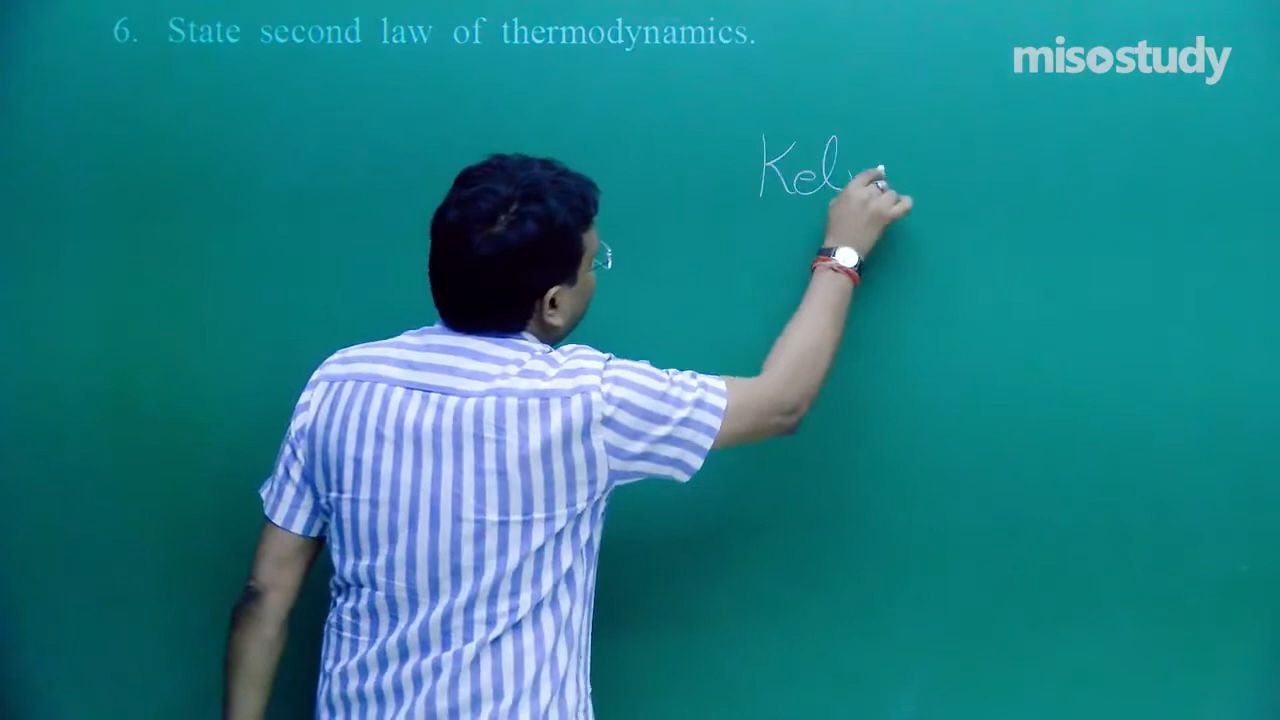 6. State second law of thermodynamics.
misostudy
Kel